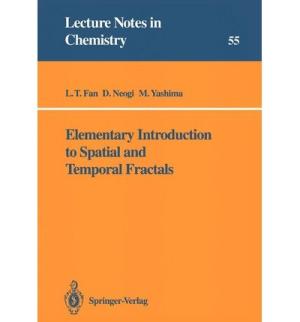 Lecture Notes in
Chemistry
55
L. T. Fan D. Neogi M. Yashima
Elementary Introduction
to Spatial and
Temporal Fractals
Springer-Verlag